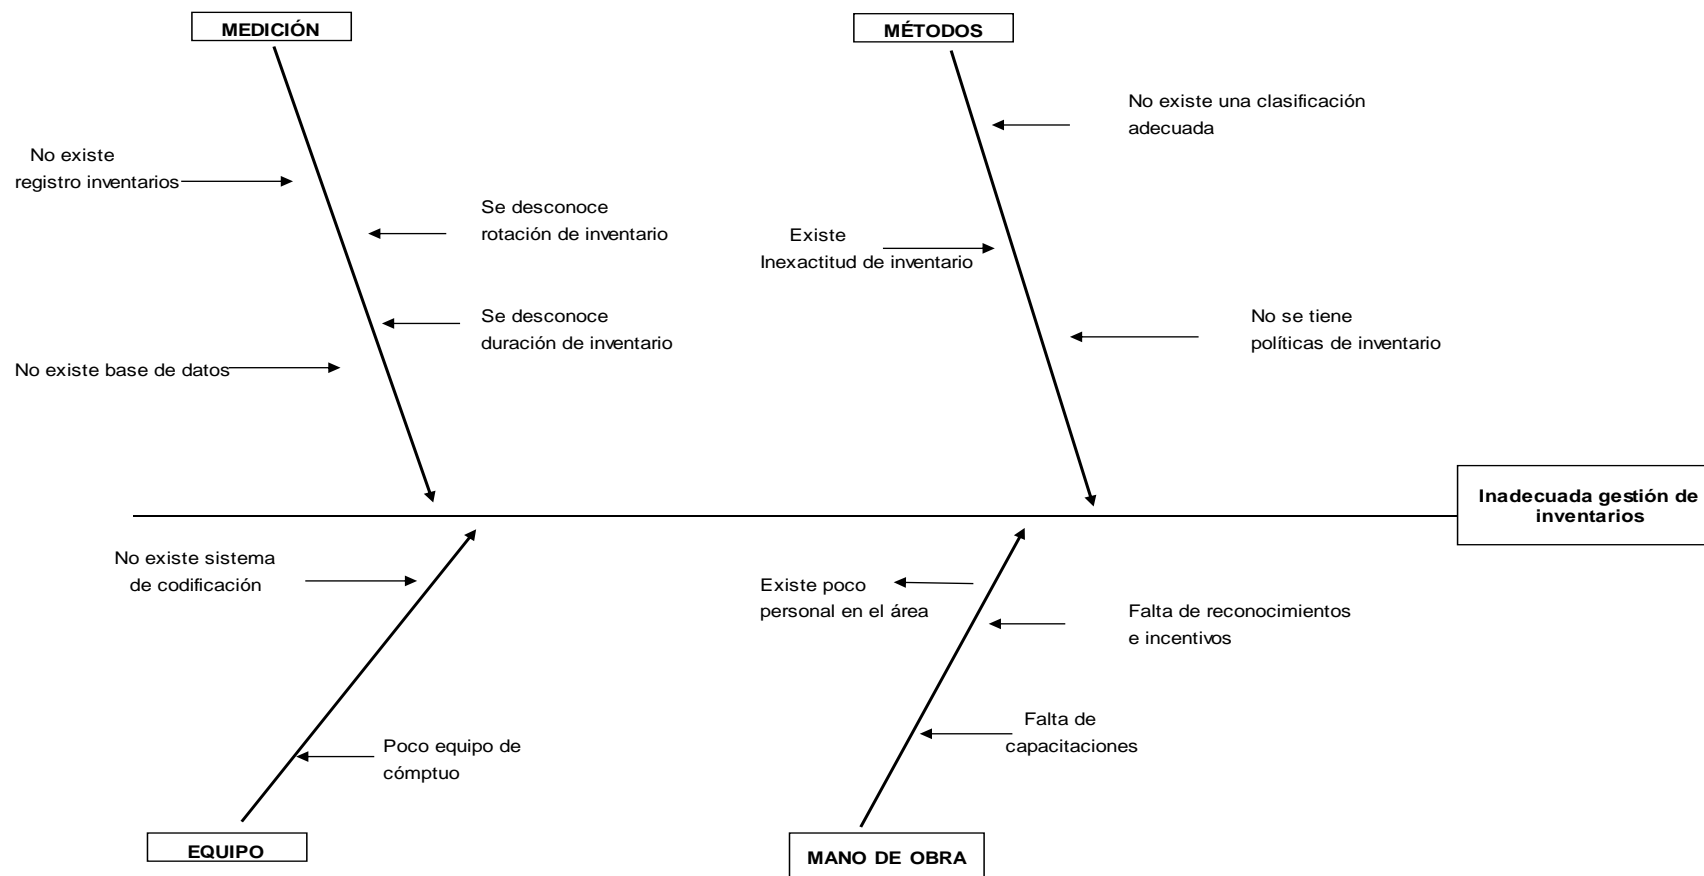 MEDICIÓN
MÉTODOS
No existe una clasificación
adecuada
No existe
registro inventarios
Se desconoce
rotación de inventario
Existe
Inexactitud de inventario
Se desconoce
duración de inventario
No se tiene
políticas de inventario
No existe base de datos
Inadecuada gestión de
inventarios
No existe sistema
de codificación
Existe poco
personal en el área
Falta de reconocimientos
e incentivos
Poco equipo de
cómptuo
Falta de
capacitaciones
EQUIPO
MANO DE OBRA